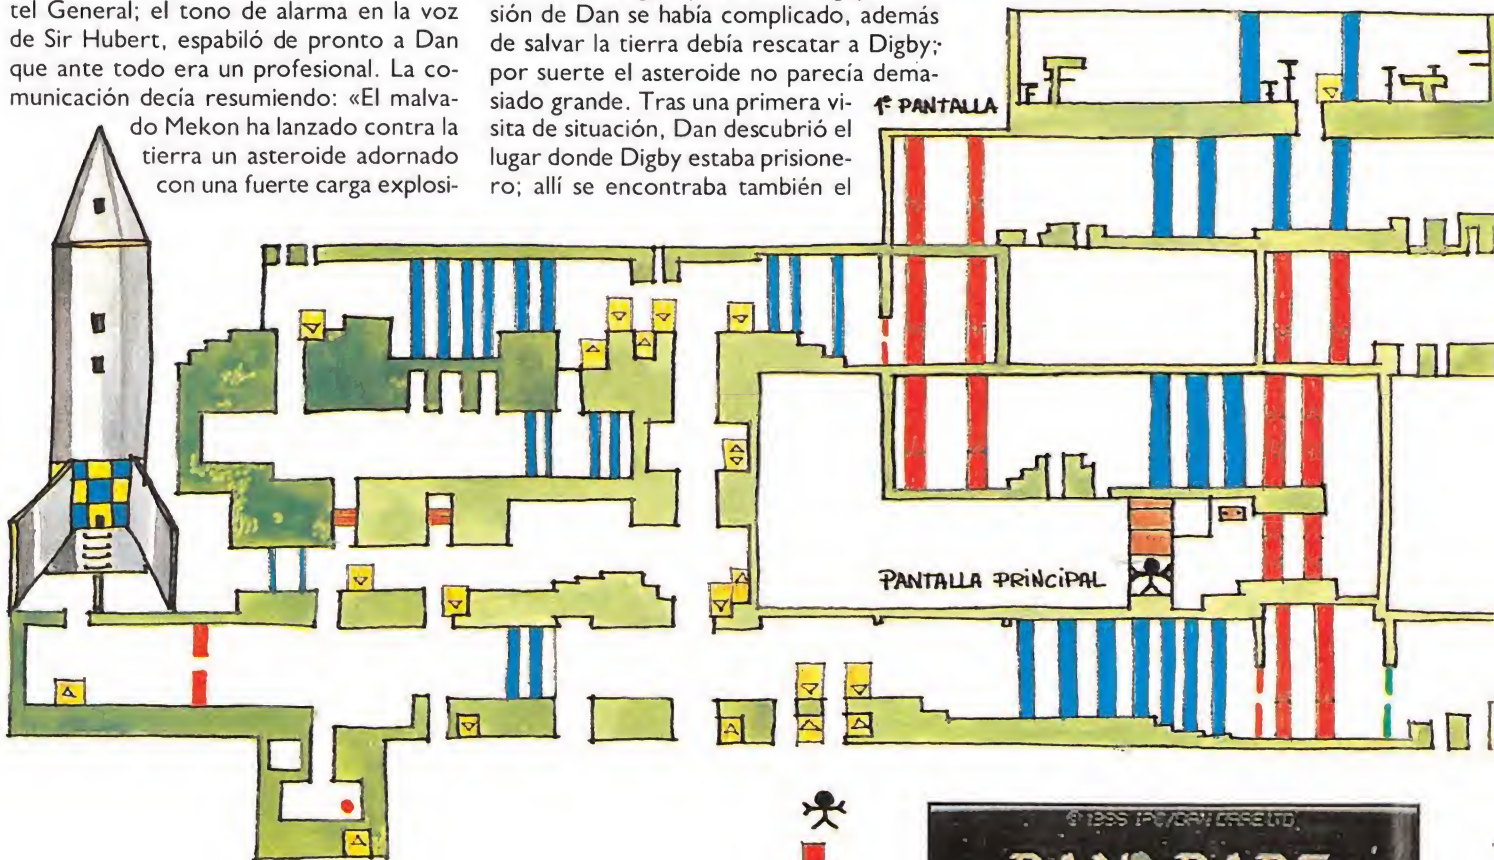 tel General; el tono de alarma en la voz
de Sir Hubert, espabiló de pronto a Dan
que ante todo era un profesional. La co-
municación decía resumiendo: «El malva-
do Mekon ha lanzado contra la
tierra un asteroide adornado
con una fuerte carga explosi-
sión de Dan se había complicado, además
de salvar la tierra debía rescatar a Digby;
por suerte el asteroide no parecía dema-
siado grande. Tras una primera vi-
sita de situación, Dan descubrió el
lugar donde Digby estaba prisione-
ro; allí se encontraba también el
1ª PANTALLA
PANTALLA PRINCIPAL
DAN DARE